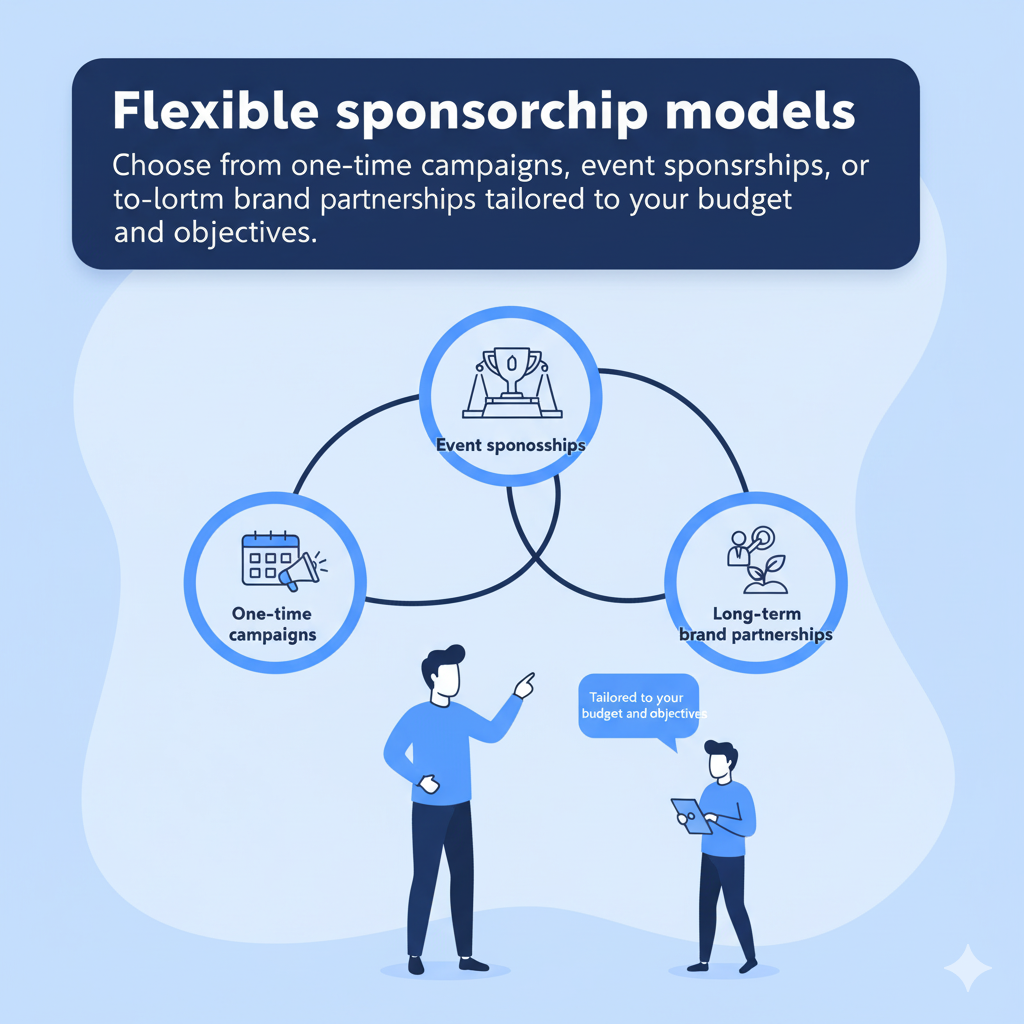 Flexible sponsorchip models
Choose from one-time campaigns, event sponsrships, or
to-lortm brand partnerships tailored to your budget
and objectives.
Event sponosships
One-time
campaigns
Long-term
brand partnerships
Tailored to your
budget and objectives